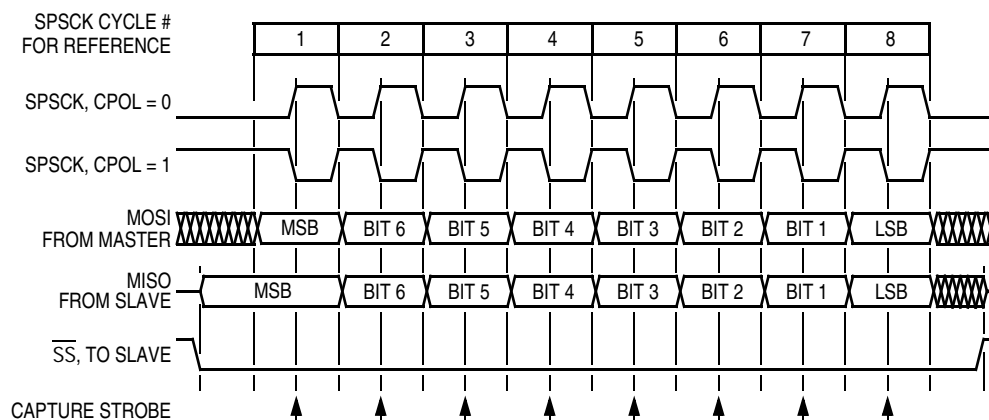 SPSCK CYCLE #
FOR REFERENCE
1 2 3 4 5 6 7 8
SPSCK, CPOL = 0
SPSCK, CPOL = 1
MOSI
FROM MASTER
MSB BIT 6 BIT 5 BIT 4 BIT 3 BIT 2 BIT 1 LSB
MISO
FROM SLAVE
MSB BIT 6 BIT 5 BIT 4 BIT 3 BIT 2 BIT 1 LSB
SS, TO SLAVE
CAPTURE STROBE